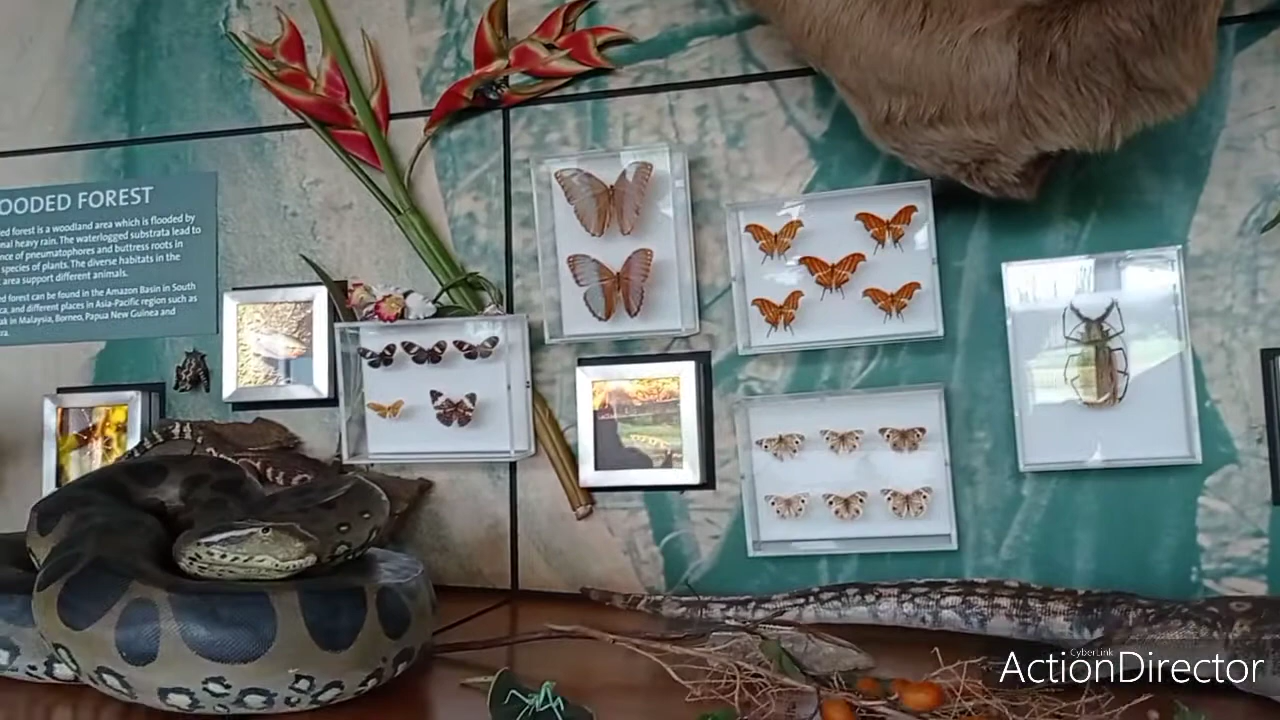 OODED FOREST
ed forest is a woodland area which is flooded by
nal heavy rain. The waterlogged substrata lead to
nce of pneumatophores and buttress roots in
species of plants. The diverse habitats in the
area support different animals.
ed forest can be found in the Amazon Basin in South
ca, and different places in Asia-Pacific region such as
ak in Malaysia, Borneo, Papua New Guinea and
ra.
CyberLink
ActionDirector